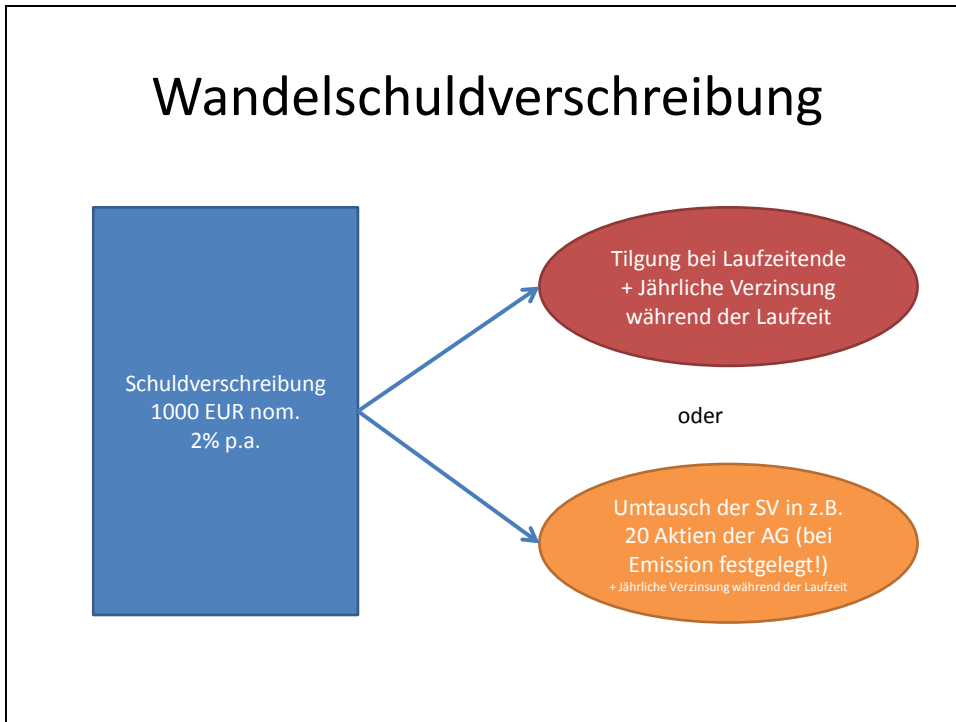 Wandelschuldverschreibung
Schuldverschreibung
1000 EUR nom.
2% p.a.
Tilgung bei Laufzeitende
+ Jährliche Verzinsung
während der Laufzeit
oder
Umtausch der SV in z.B.
20 Aktien der AG (bei
Emission festgelegt!)
+ Jährliche Verzinsung während der Laufzeit